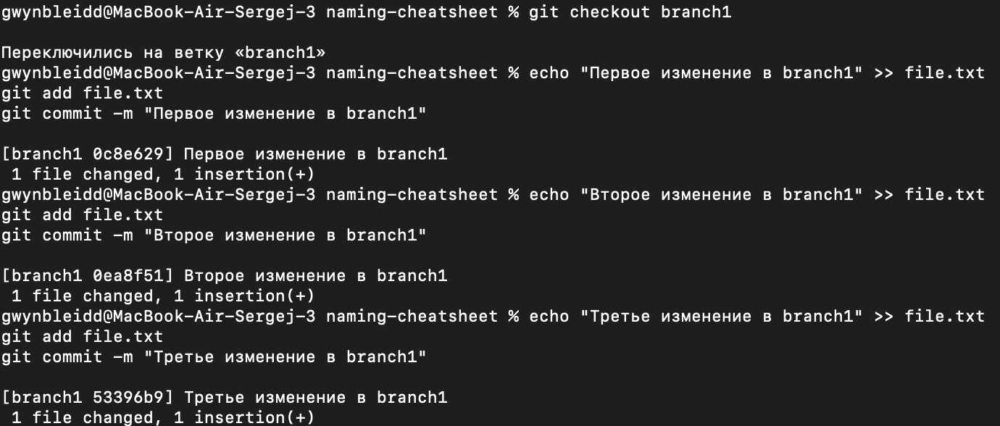 gwynbleidd@MacBook-Air-Sergej-3 naming-cheatsheet % git checkout branch1
Переключились на ветку «branch1»
gwynbleidd@MacBook-Air-Sergej-3 naming-cheatsheet % echo "Первое изменение в branch1" >> file.txt
git add file.txt
git commit -m "Первое изменение в branch1"
[branch1 0c8e629] Первое изменение в branch1
1 file changed, 1 insertion(+)
gwynbleidd@MacBook-Air-Sergej-3 naming-cheatsheet % echo "Второе изменение в branch1" >> file.txt
git add file.txt
git commit -m "Второе изменение в branch1"
[branch1 0ea8f51] Второе изменение в branch1
1 file changed, 1 insertion(+)
gwynbleidd@MacBook-Air-Sergej-3 naming-cheatsheet % echo "Третье изменение в branch1" >> file.txt
git add file.txt
git commit -m "Третье изменение в branch1"
[branch1 53396b9] Третье изменение в branch1
1 file changed, 1 insertion(+)